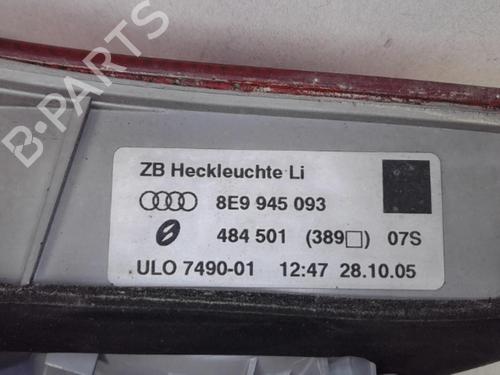 B-PARTS
ZB Heckleuchte Li
8E9 945 093
484 501 (389□) 07S
ULO 7490-01 12:47 28.10.05